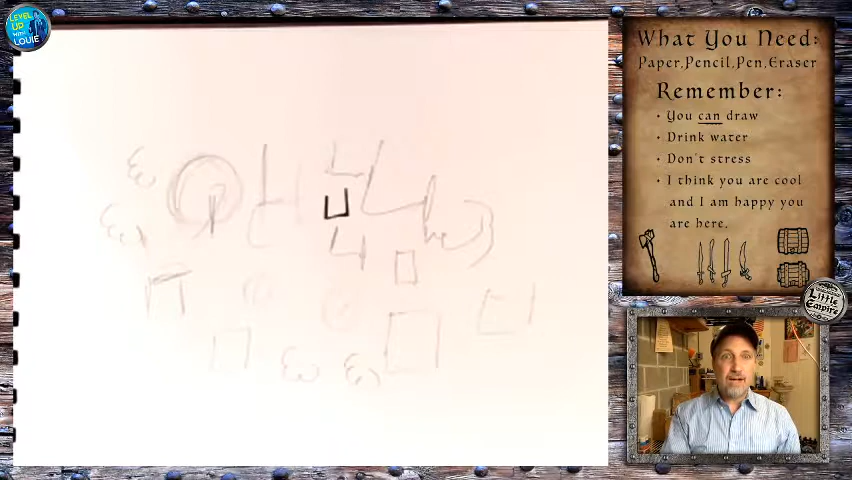 LEVEL
UP
WITH
LOUIE
What You Need:
Paper,Pencil,Pen,Eraser
Remember:
• You can draw
• Drink water
• Don't stress
• I think you are cool
and I am happy you
are here.
Little
Empire